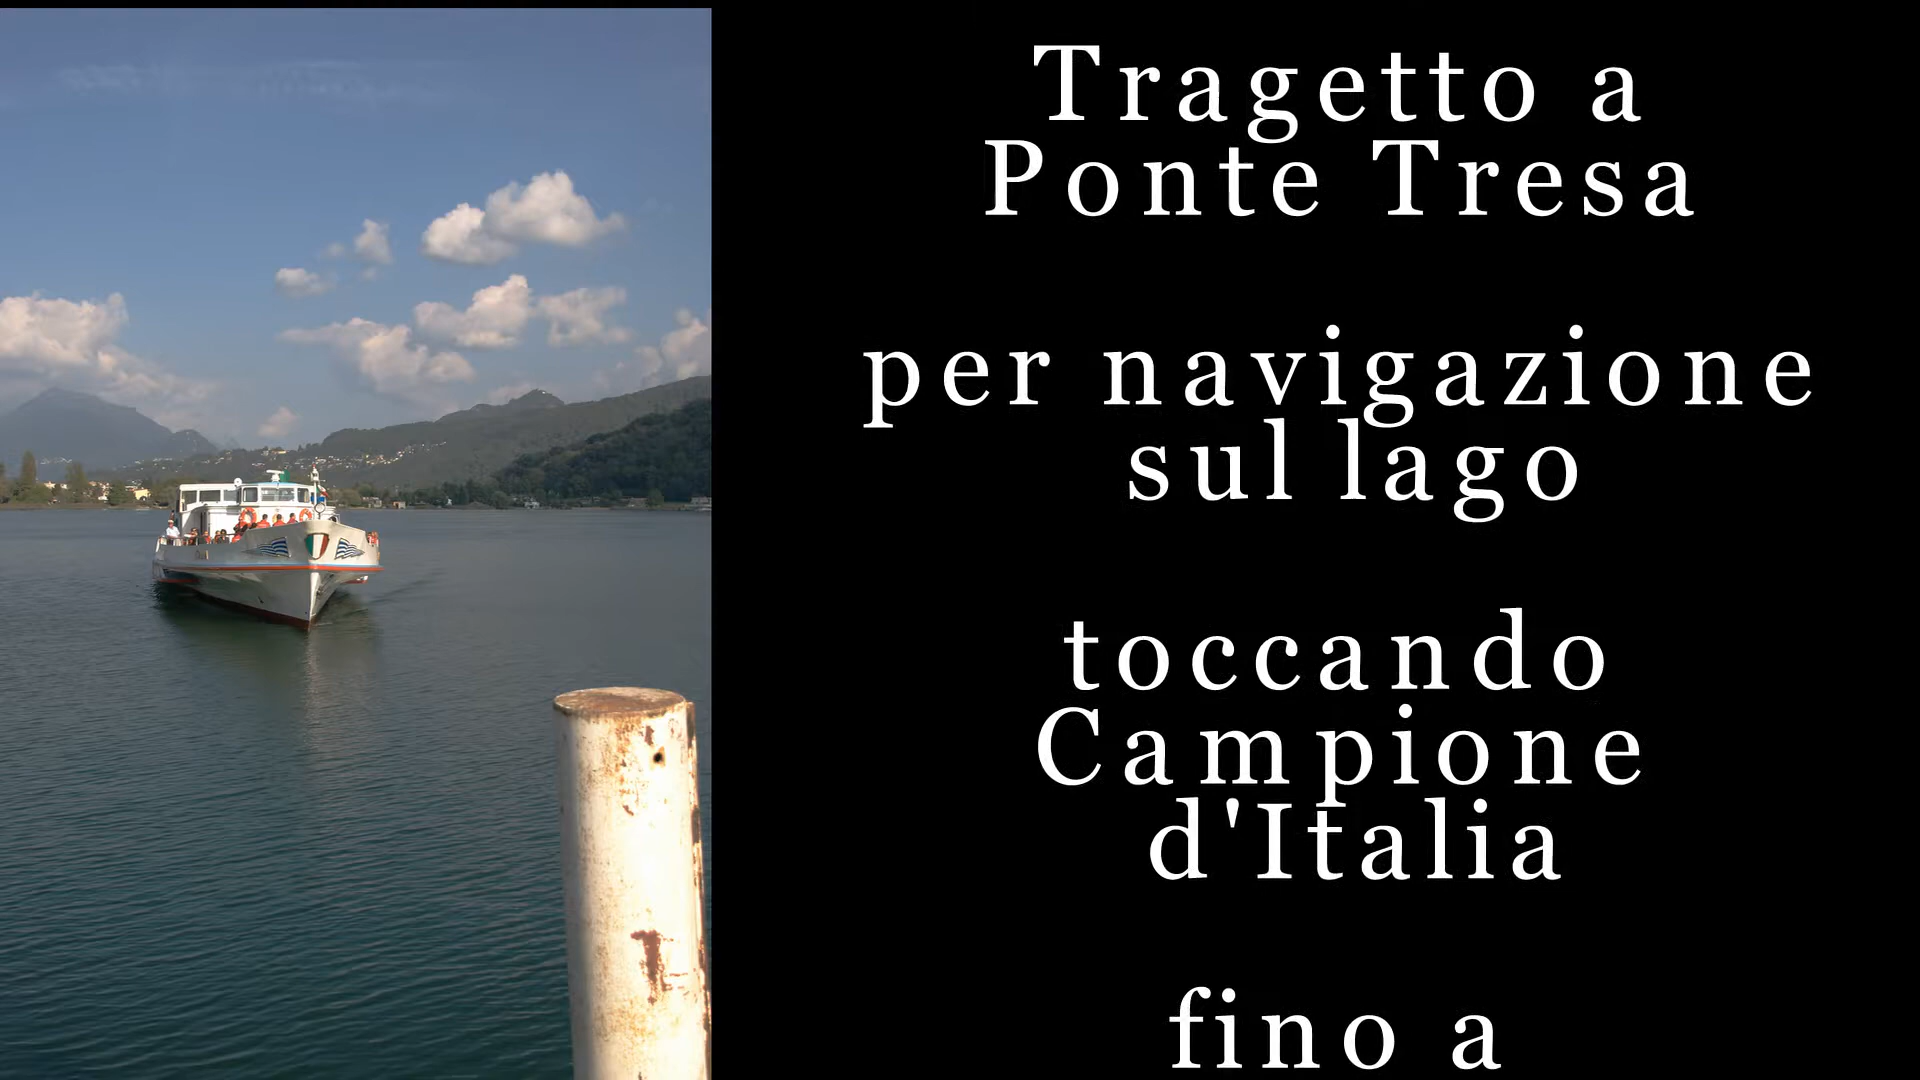 Tragetto a
Ponte Tresa
per navigazione
sul lago
toccando
Campione
d'Italia
fino a